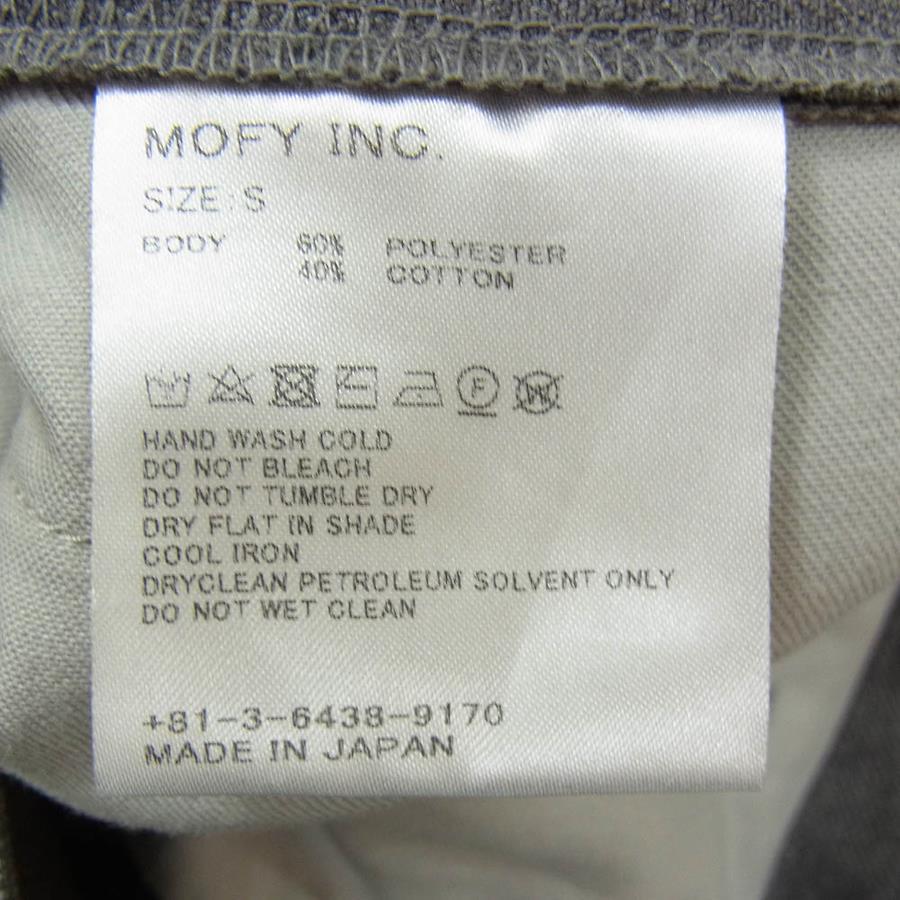 MOFY INC.
SIZE : S
BODY 60% POLYESTER
40% COTTON
F W
HAND WASH COLD
DO NOT BLEACH
DO NOT TUMBLE DRY
DRY FLAT IN SHADE
COOL IRON
DRYCLEAN PETROLEUM SOLVENT ONLY
DO NOT WET CLEAN
+81-3-6438-9170
MADE IN JAPAN